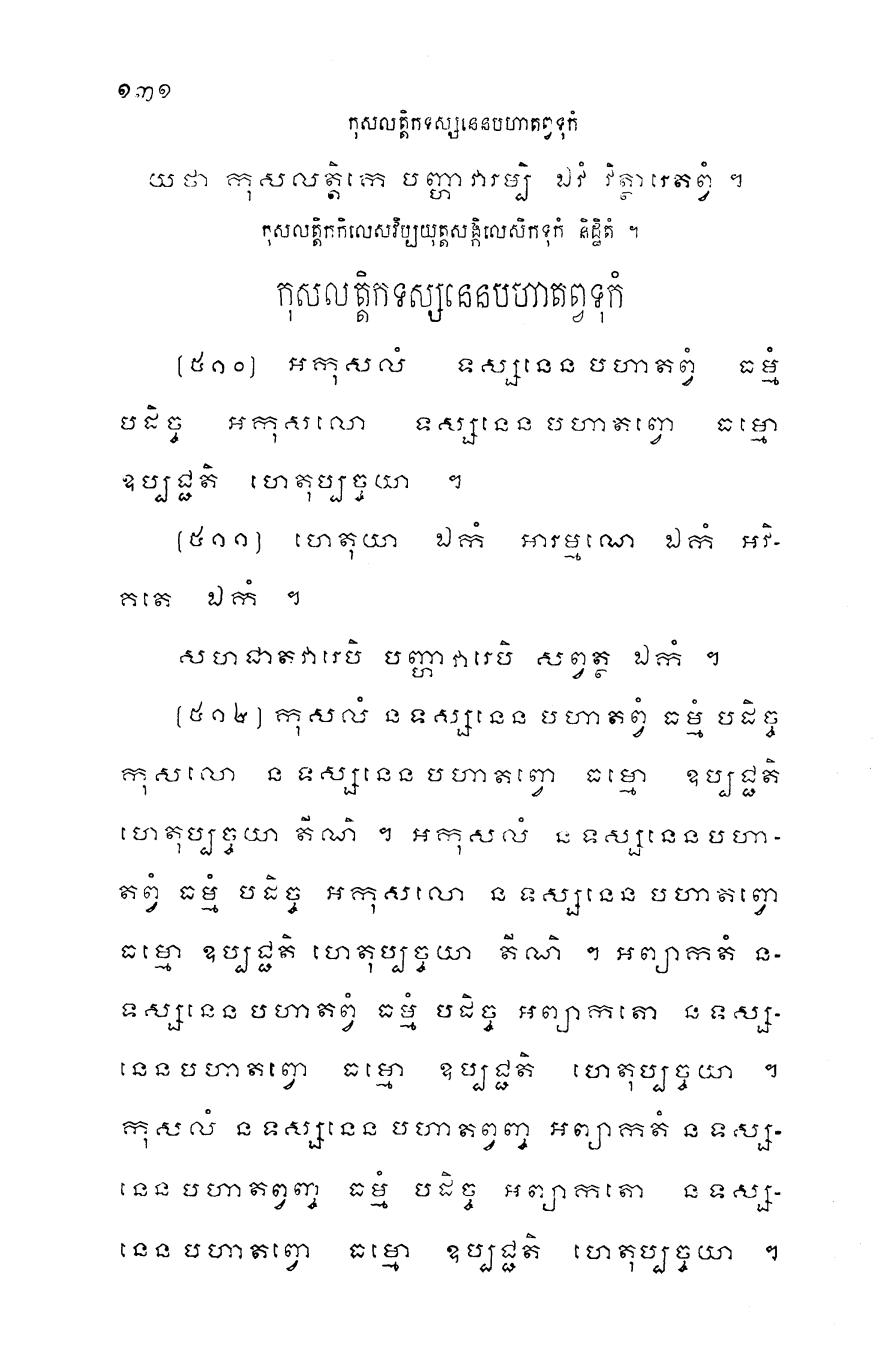 ១៣១
កុសលត្តិកទស្សនេនបហាតព្វទុកំ
យថា កុសលត្តិកេ បញ្ហាវារម្បិ ឯវំ វិត្ថារេតព្វំ ។
កុសលត្តិកកិលេសវិប្បយុត្តសង្កិលេសិកទុកំ និដ្ឋិតំ ។
កុសលត្តិកទស្សនេនបហាតព្វទុកំ
[៥១០] អកុសលំ ទស្សនេន បហាតព្វំ ធម្មំ
បដិច្ច អកុសលោ ទស្សនេន បហាតព្វោ ធម្មោ
ឧប្បជ្ជតិ ហេតុប្បច្ចយា ។
[៥១១] ហេតុយា ឯកំ អារម្មណេ ឯកំ អវិ-
កតេ ឯកំ ។
សហជាតវារេបិ បញ្ហាវារេបិ សព្វត្ថ ឯកំ ។
[៥១២] កុសលំ ន ទស្សនេន បហាតព្វំ ធម្មំ បដិច្ច
កុសលោ ន ទស្សនេន បហាតព្វោ ធម្មោ ឧប្បជ្ជតិ
ហេតុប្បច្ចយា តីណិ ។ អកុសលំ ន ទស្សនេន បហា-
តព្វំ ធម្មំ បដិច្ច អកុសលោ ន ទស្សនេន បហាតព្វោ
ធម្មោ ឧប្បជ្ជតិ ហេតុប្បច្ចយា តីណិ ។ អព្យាកតំ ន-
ទស្សនេន បហាតព្វំ ធម្មំ បដិច្ច អព្យាកតោ ន ទស្ស-
នេន បហាតព្វោ ធម្មោ ឧប្បជ្ជតិ ហេតុប្បច្ចយា ។
កុសលំ ន ទស្សនេន បហាតព្វញ្ច អព្យាកតំ ន ទស្ស-
នេន បហាតព្វញ្ច ធម្មំ បដិច្ច អព្យាកតោ ន ទស្ស-
នេន បហាតព្វោ ធម្មោ ឧប្បជ្ជតិ ហេតុប្បច្ចយា ។